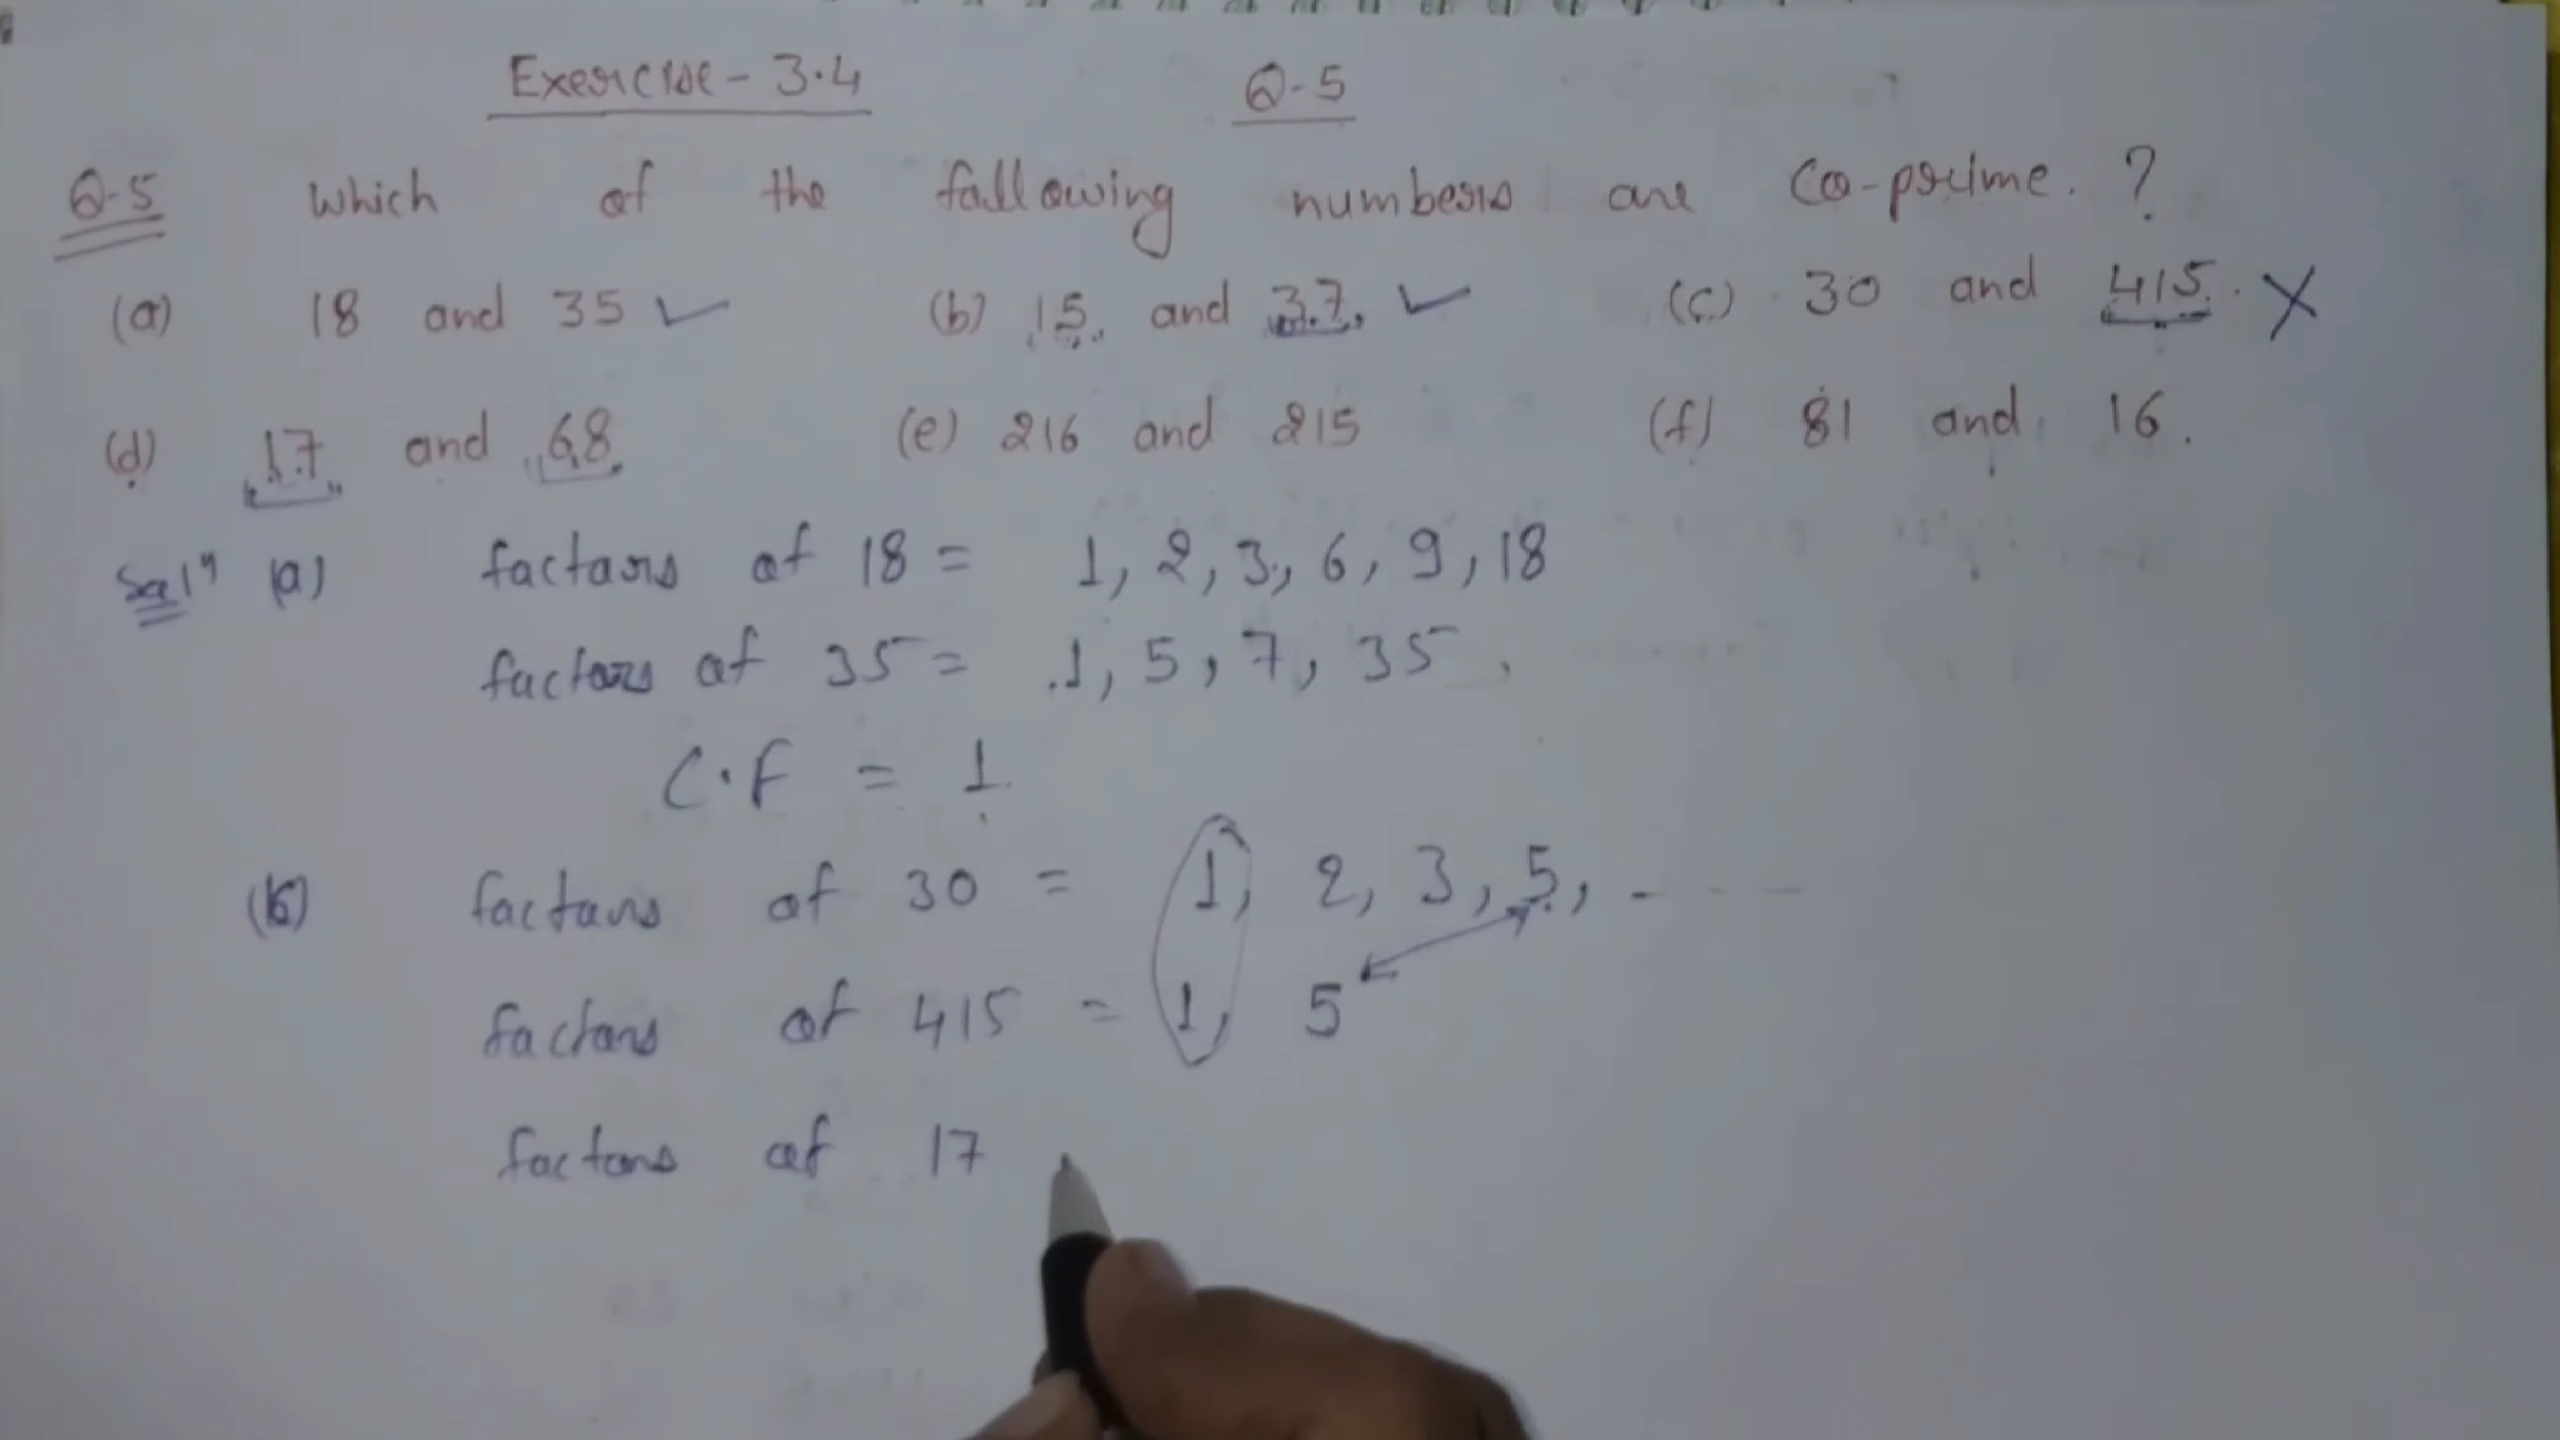 Exercise - 3.4 Q-5
Q-5 Which of the following numbers are Co-prime. ?
(a) 18 and 35 ✓ (b) 15 and 37, ✓ (c) 30 and 415. X
(d) 17 and 68 (e) 216 and 215 (f) 81 and 16.
Solⁿ (a) factors of 18 = 1, 2, 3, 6, 9, 18
factors of 35 = 1, 5, 7, 35.
C.F = 1
(b) factors of 30 = 1, 2, 3, 5, - - - -
factors of 415 = 1, 5
factors of 17